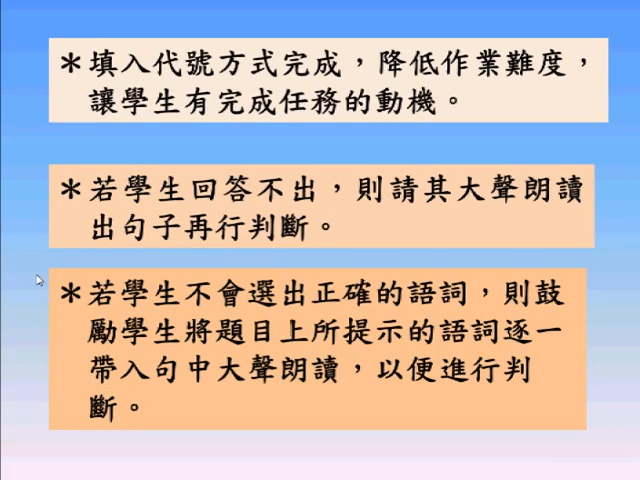 ＊填入代號方式完成，降低作業難度，
讓學生有完成任務的動機。
＊若學生回答不出，則請其大聲朗讀
出句子再行判斷。
＊若學生不會選出正確的語詞，則鼓
勵學生將題目上所提示的語詞逐一
帶入句中大聲朗讀，以便進行判
斷。